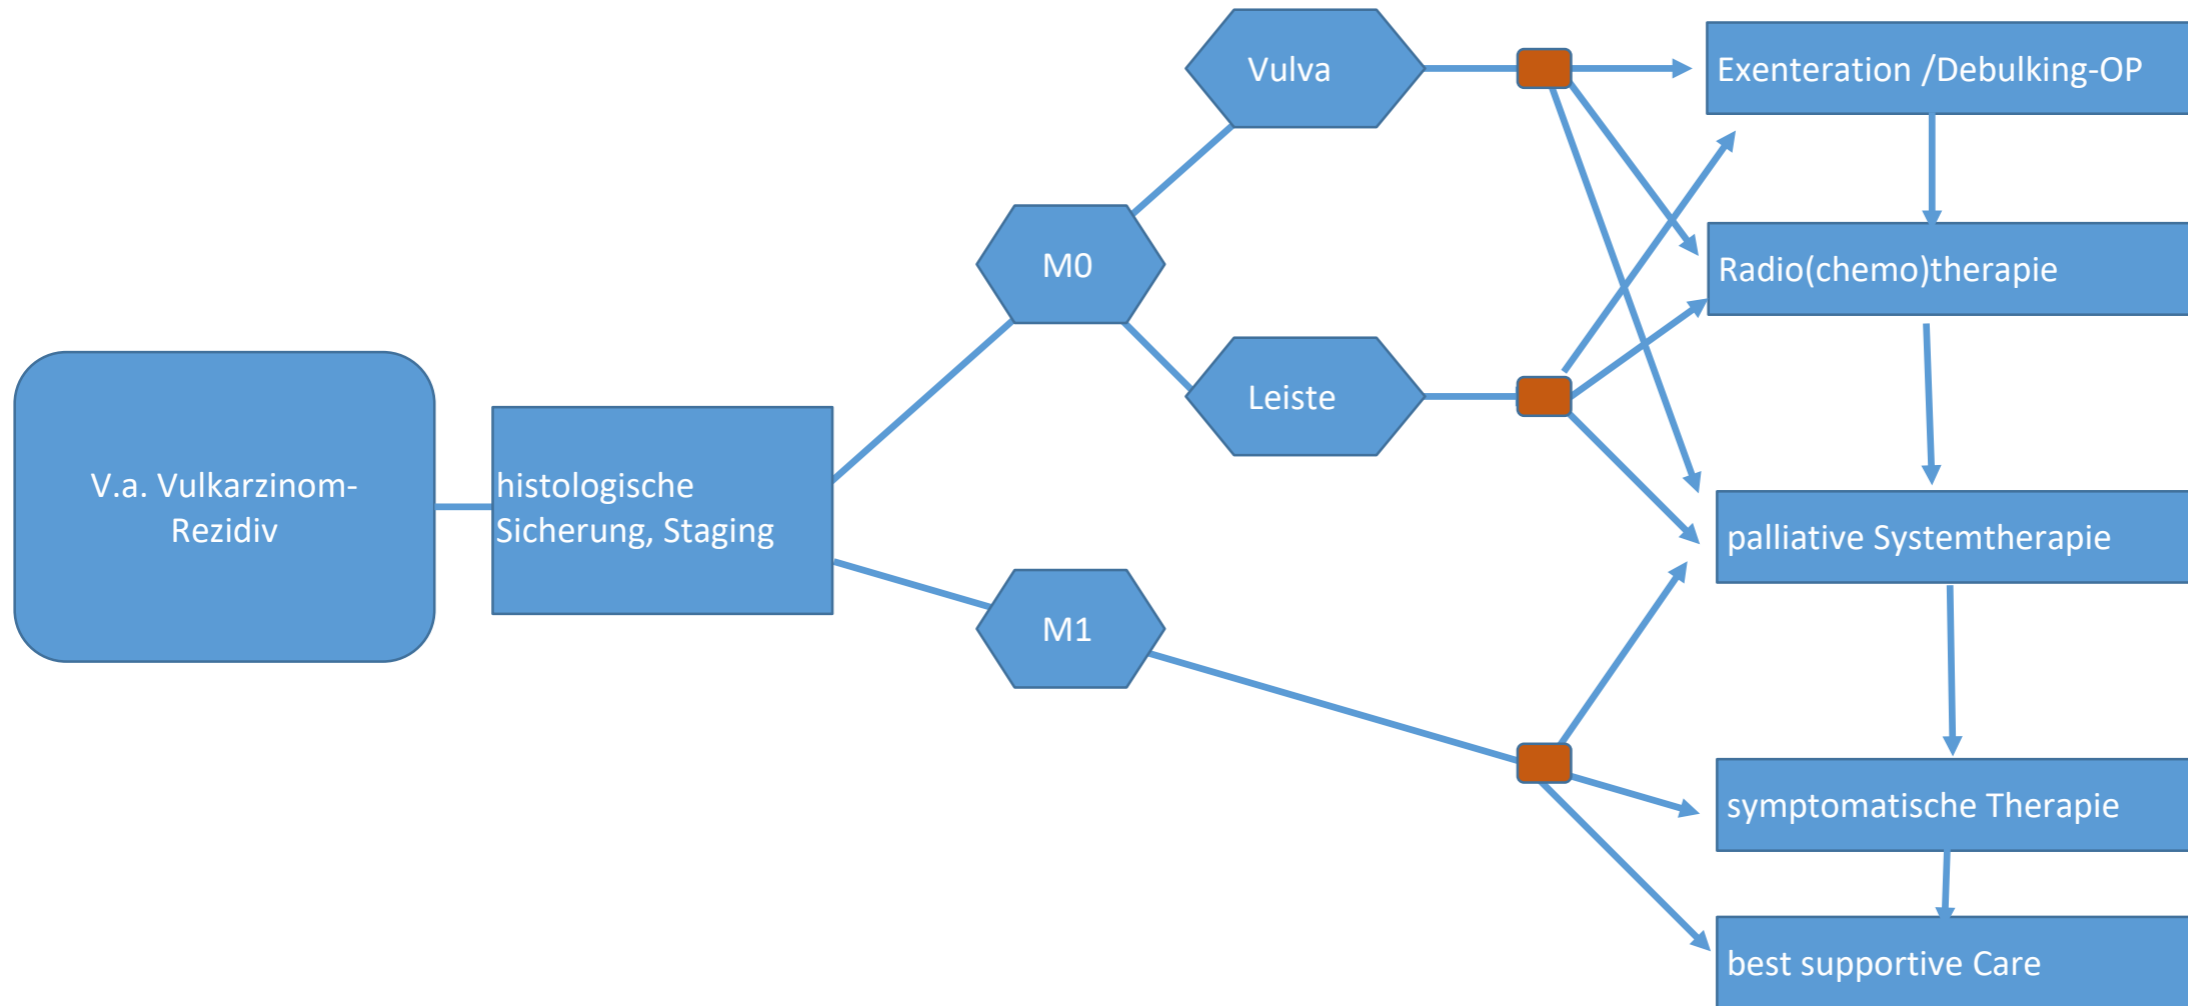 Vulva
Exenteration /Debulking-OP
M0
Radio(chemo)therapie
Leiste
V.a. Vulkarzinom-
Rezidiv
histologische
Sicherung, Staging
palliative Systemtherapie
M1
symptomatische Therapie
best supportive Care